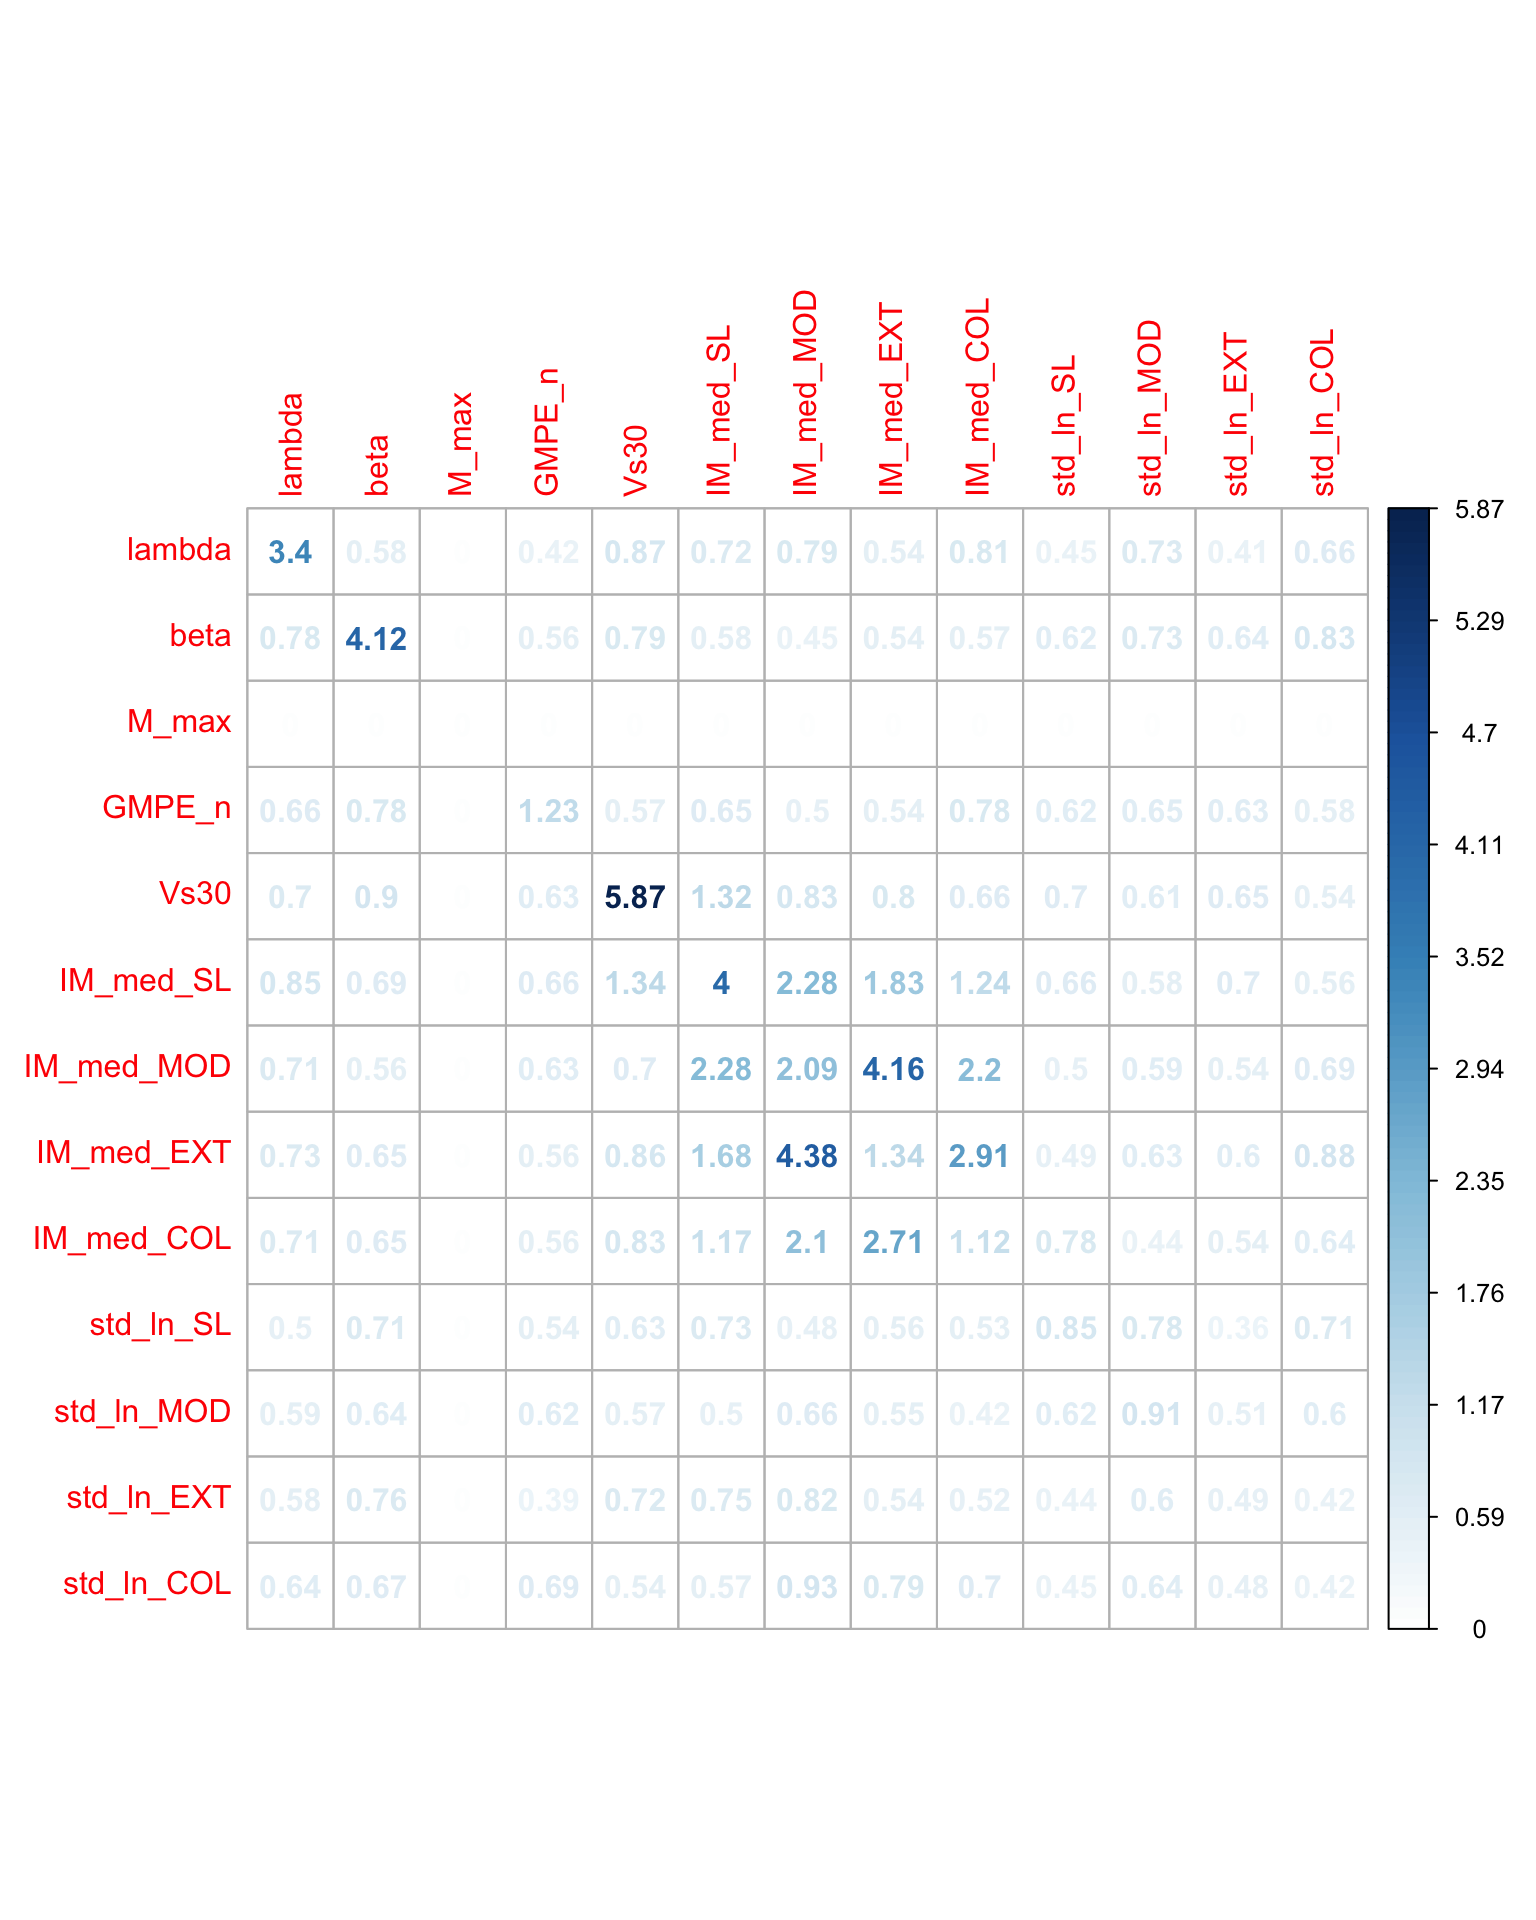 lambda beta M_max GMPE_n Vs30 IM_med_SL IM_med_MOD IM_med_EXT IM_med_COL std_ln_SL std_ln_MOD std_ln_EXT std_ln_COL
lambda 3.4 0.58 0.42 0.87 0.72 0.79 0.54 0.81 0.45 0.73 0.41 0.66
beta 0.78 4.12 0.56 0.79 0.58 0.45 0.54 0.57 0.62 0.73 0.64 0.83
M_max
GMPE_n 0.66 0.78 1.23 0.57 0.65 0.5 0.54 0.78 0.62 0.65 0.63 0.58
Vs30 0.7 0.9 0.63 5.87 1.32 0.83 0.8 0.66 0.7 0.61 0.65 0.54
IM_med_SL 0.85 0.69 0.66 1.34 4 2.28 1.83 1.24 0.66 0.58 0.7 0.56
IM_med_MOD 0.71 0.56 0.63 0.7 2.28 2.09 4.16 2.2 0.5 0.59 0.54 0.69
IM_med_EXT 0.73 0.65 0.56 0.86 1.68 4.38 1.34 2.91 0.49 0.63 0.6 0.88
IM_med_COL 0.71 0.65 0.56 0.83 1.17 2.1 2.71 1.12 0.78 0.44 0.54 0.64
std_ln_SL 0.5 0.71 0.54 0.63 0.73 0.48 0.56 0.53 0.85 0.78 0.36 0.71
std_ln_MOD 0.59 0.64 0.62 0.57 0.5 0.66 0.55 0.42 0.62 0.91 0.51 0.6
std_ln_EXT 0.58 0.76 0.39 0.72 0.75 0.82 0.54 0.52 0.44 0.6 0.49 0.42
std_ln_COL 0.64 0.67 0.69 0.54 0.57 0.93 0.79 0.7 0.45 0.64 0.48 0.42
5.87
5.29
4.7
4.11
3.52
2.94
2.35
1.76
1.17
0.59
0